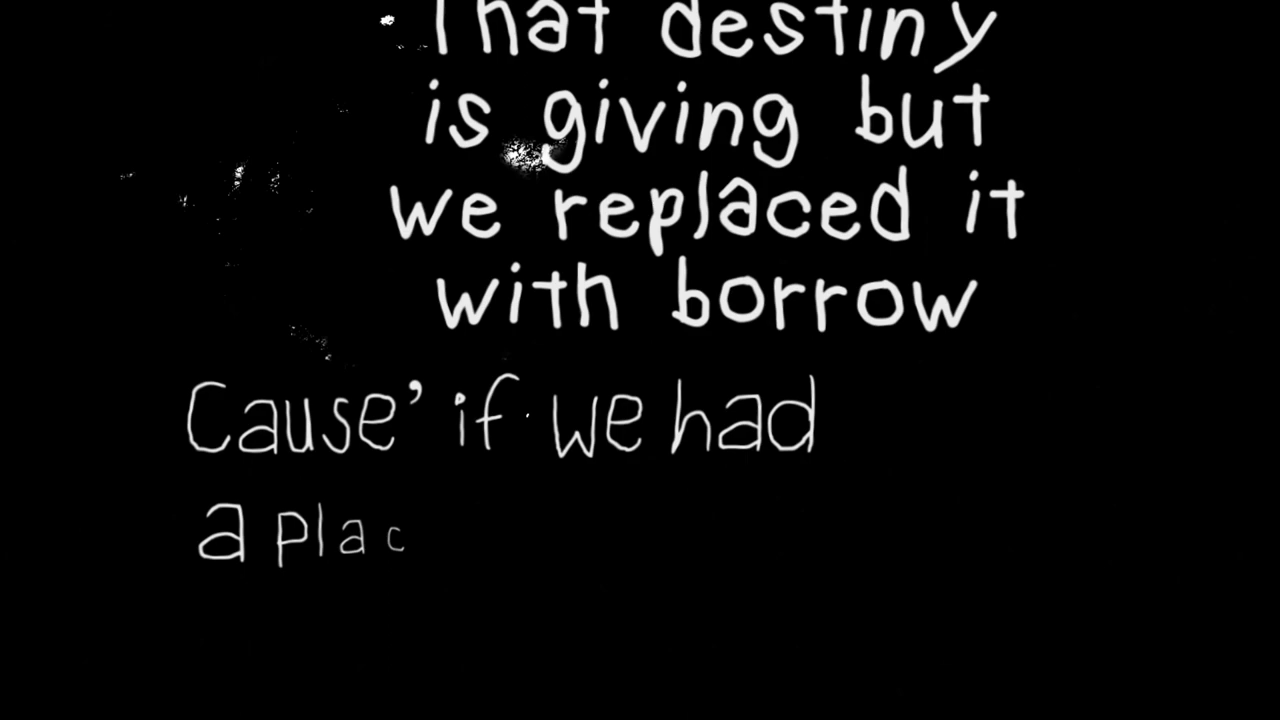 That destiny
is giving but
we replaced it
with borrow
Cause’ if we had
a plac